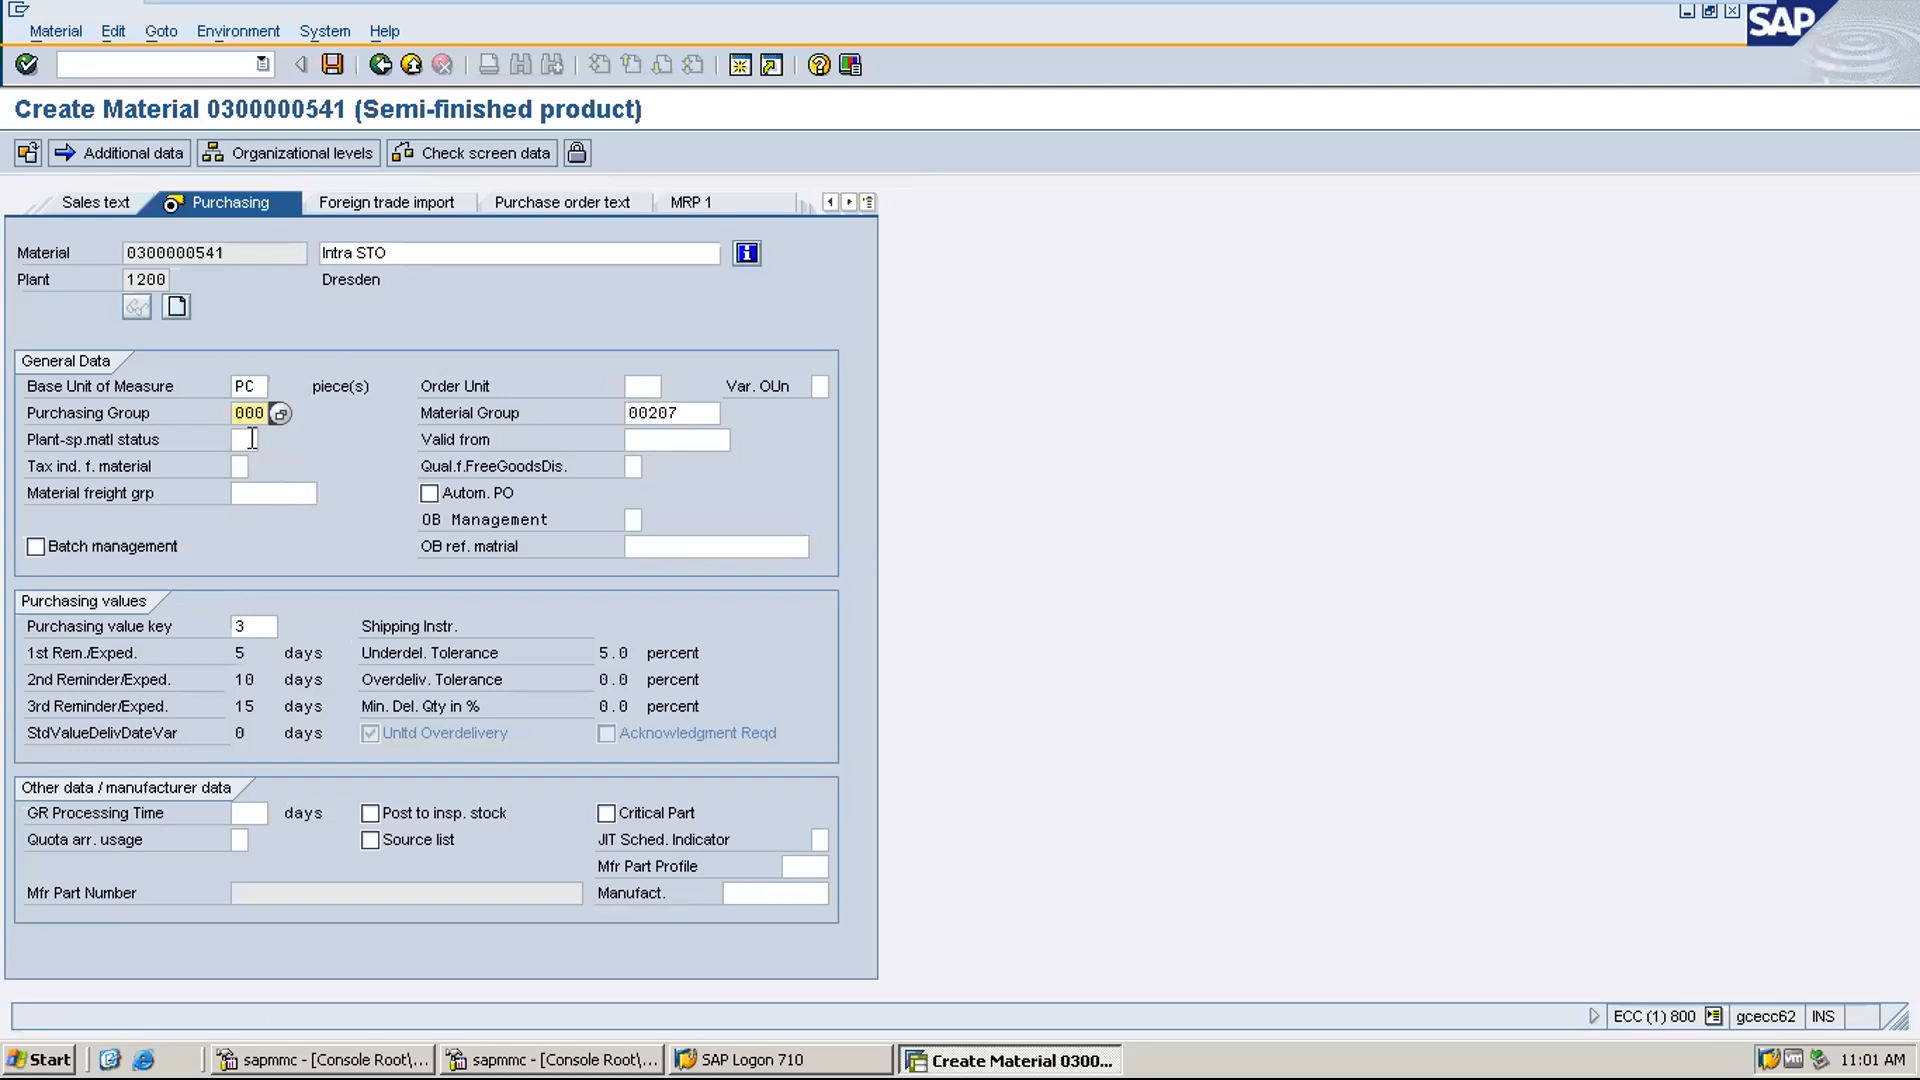 Material Edit Goto Environment System Help
SAP
Create Material 0300000541 (Semi-finished product)
Additional data Organizational levels Check screen data
Sales text Purchasing Foreign trade import Purchase order text MRP 1
Material 0300000541 Intra STO
Plant 1200 Dresden
General Data
Base Unit of Measure PC piece(s) Order Unit Var. OUn
Purchasing Group 000 Material Group 00207
Plant-sp.matl status Valid from
Tax ind. f. material Qual.f.FreeGoodsDis.
Material freight grp Autom. PO
OB Management
Batch management OB ref. matrial
Purchasing values
Purchasing value key 3 Shipping Instr.
1st Rem./Exped. 5 days Underdel. Tolerance 5.0 percent
2nd Reminder/Exped. 10 days Overdeliv. Tolerance 0.0 percent
3rd Reminder/Exped. 15 days Min. Del. Qty in % 0.0 percent
StdValueDelivDateVar 0 days Unltd Overdelivery Acknowledgment Reqd
Other data / manufacturer data
GR Processing Time days Post to insp. stock Critical Part
Quota arr. usage Source list JIT Sched. Indicator
Mfr Part Profile
Mfr Part Number Manufact.
ECC (1) 800 gcecc62 INS
Start sapmmc - [Console Root\... sapmmc - [Console Root\... SAP Logon 710 Create Material 0300... 11:01 AM